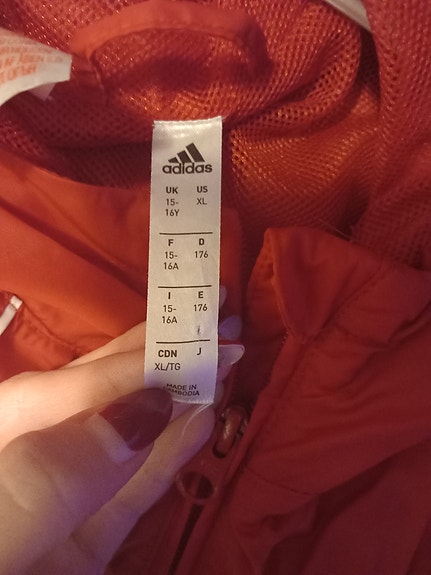 adidas
UK US
15- XL
16Y
F D
15- 176
16A
I E
15- 176
16A
CDN J
XL/TG
MADE IN
CAMBODIA